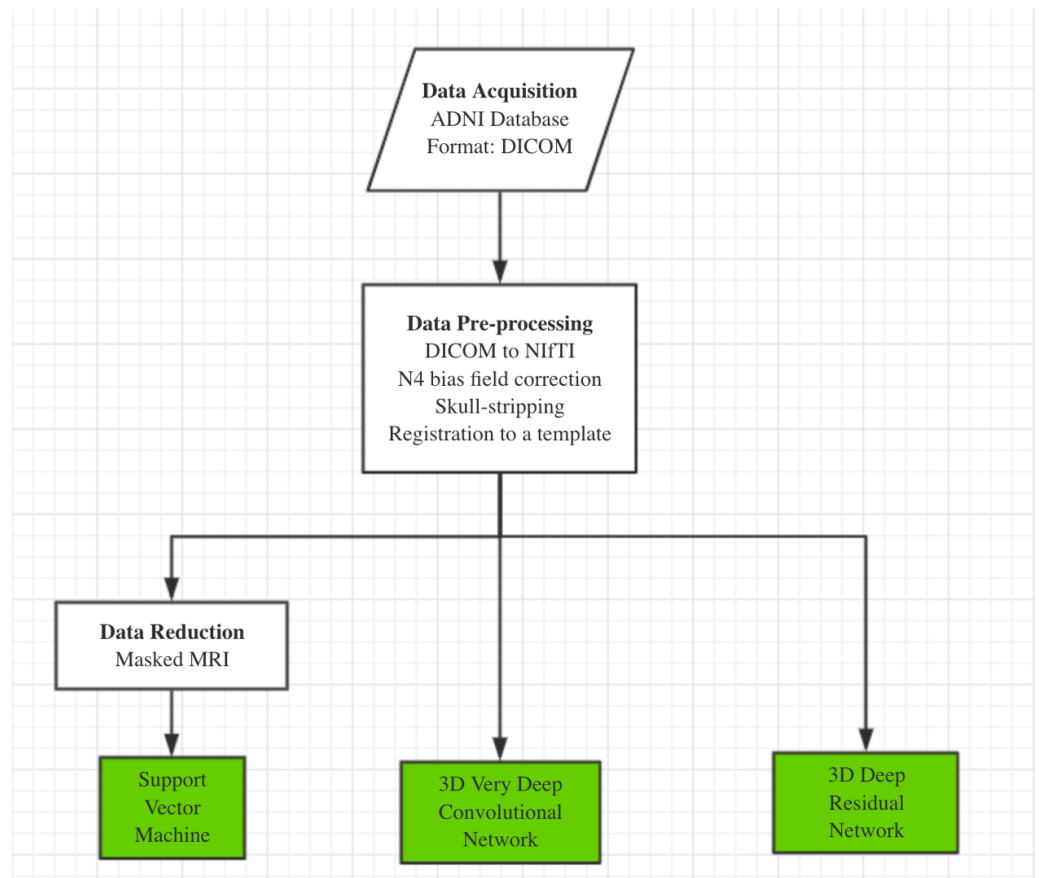 Data Acquisition
ADNI Database
Format: DICOM
Data Pre-processing
DICOM to NIfTI
N4 bias field correction
Skull-stripping
Registration to a template
Data Reduction
Masked MRI
Support
Vector
Machine
3D Very Deep
Convolutional
Network
3D Deep
Residual
Network